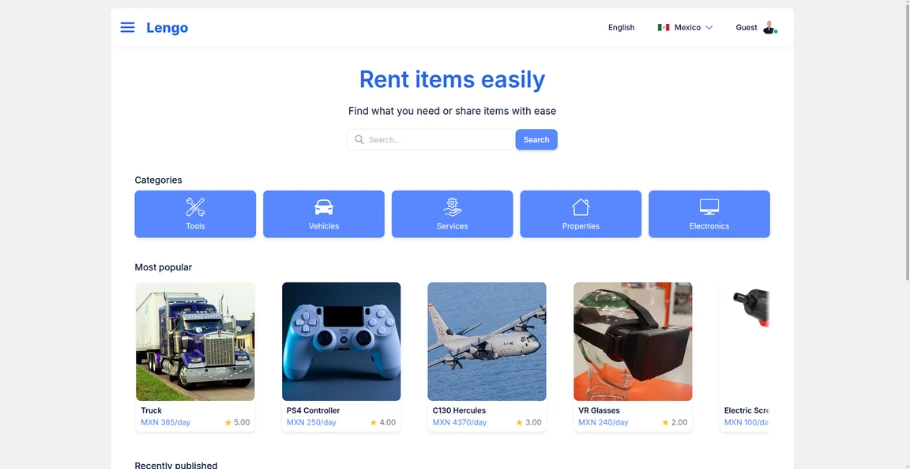 Lengo
English
Mexico
Guest
Rent items easily
Find what you need or share items with ease
Search...
Search
Categories
Tools
Vehicles
Services
Properties
Electronics
Most popular
Truck
MXN 385/day
5.00
PS4 Controller
MXN 250/day
4.00
C130 Hercules
MXN 4370/day
3.00
VR Glasses
MXN 240/day
2.00
Electric Scre
MXN 100/da
Recently published